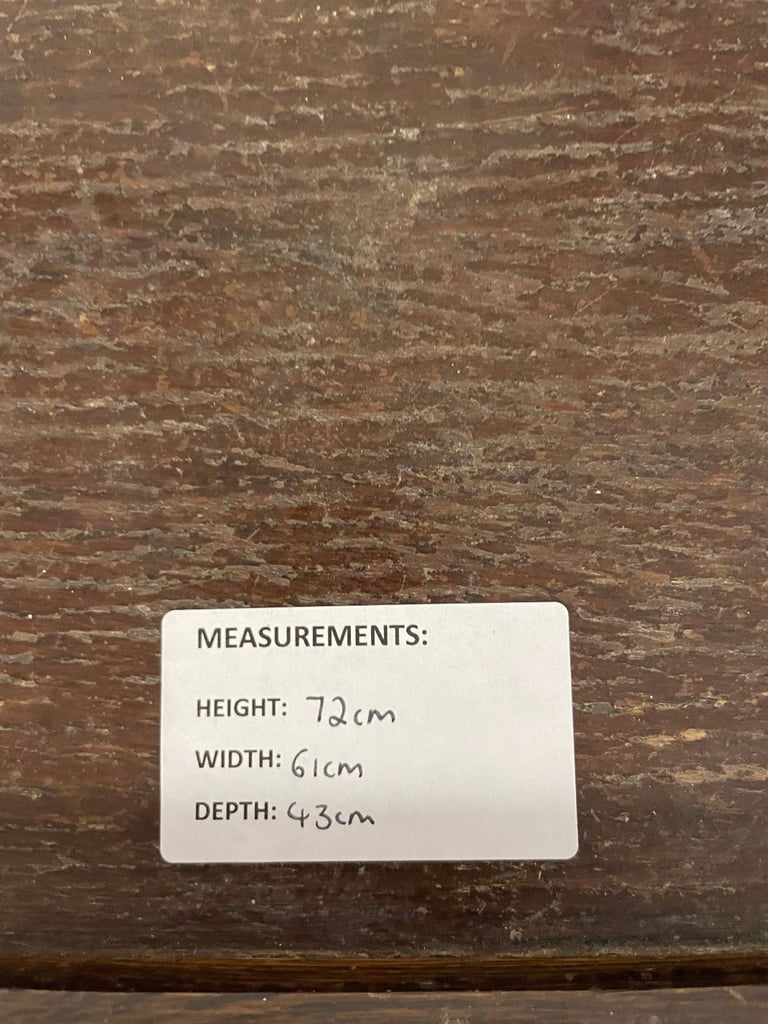 MEASUREMENTS:
HEIGHT: 72cm
WIDTH: 61cm
DEPTH: 43cm